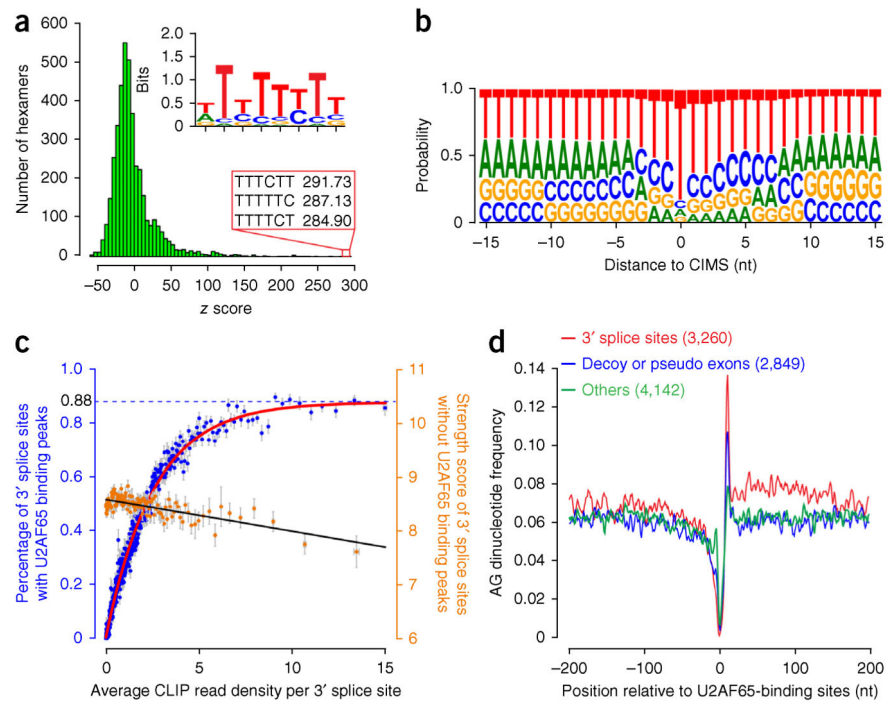 a
600
500
400
300
200
100
0
Number of hexamers
−50 0 50 100 150 200 250 300
z score
2.0
1.5
1.0
0.5
0
Bits
TTTCTT 291.73
TTTTTC 287.13
TTTTCT 284.90
b
1.0
0.5
0
Probability
−15 −10 −5 0 5 10 15
Distance to CIMS (nt)
c
1.0
0.88
0.8
0.6
0.4
0.2
0
Percentage of 3′ splice sites
with U2AF65 binding peaks
11
10
9
8
7
6
Strength score of 3′ splice sites
without U2AF65 binding peaks
0 5 10 15
Average CLIP read density per 3′ splice site
d
3′ splice sites (3,260)
Decoy or pseudo exons (2,849)
Others (4,142)
0.14
0.12
0.10
0.08
0.06
0.04
0.02
0
AG dinucleotide frequency
−200 −100 0 100 200
Position relative to U2AF65-binding sites (nt)